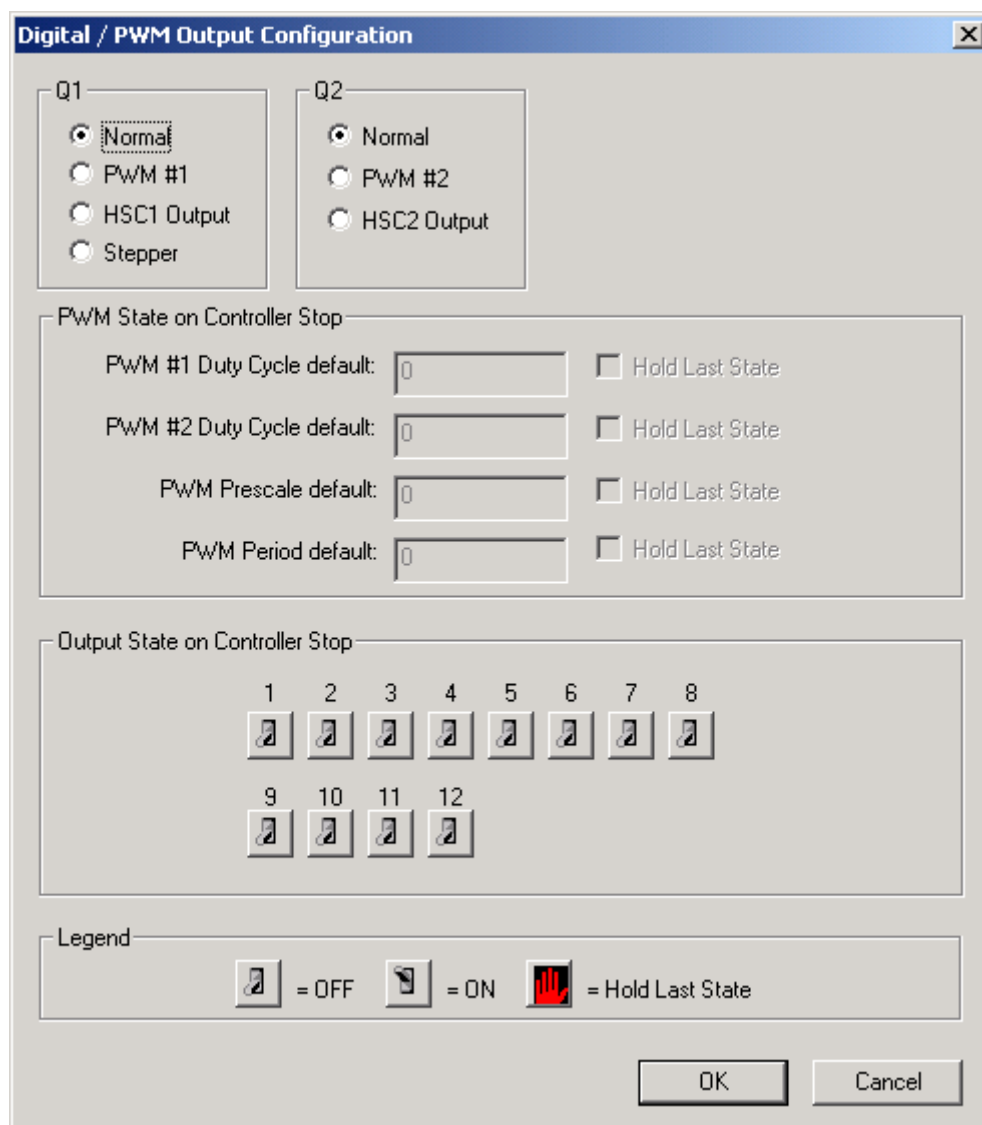 Digital / PWM Output Configuration
Q1
Normal
PWM #1
HSC1 Output
Stepper
Q2
Normal
PWM #2
HSC2 Output
PWM State on Controller Stop
PWM #1 Duty Cycle default: 0 Hold Last State
PWM #2 Duty Cycle default: 0 Hold Last State
PWM Prescale default: 0 Hold Last State
PWM Period default: 0 Hold Last State
Output State on Controller Stop
1 2 3 4 5 6 7 8
9 10 11 12
Legend
= OFF = ON = Hold Last State
OK Cancel